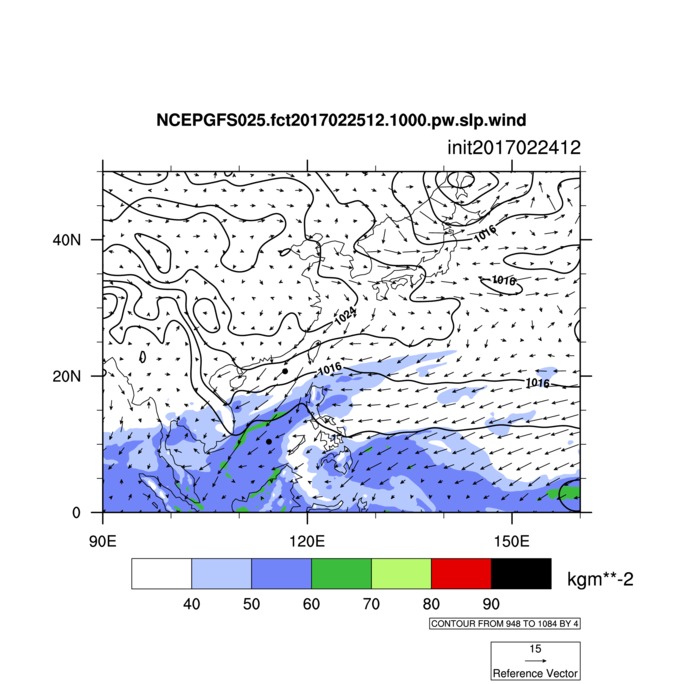 NCEPGFS025.fct2017022512.1000.pw.slp.wind
init2017022412
1016
40N
1016
1024
1016
20N
1016
0
90E
120E
150E
40
50
60
70
80
90
kgm**-2
CONTOUR FROM 948 TO 1084 BY 4
15
Reference Vector